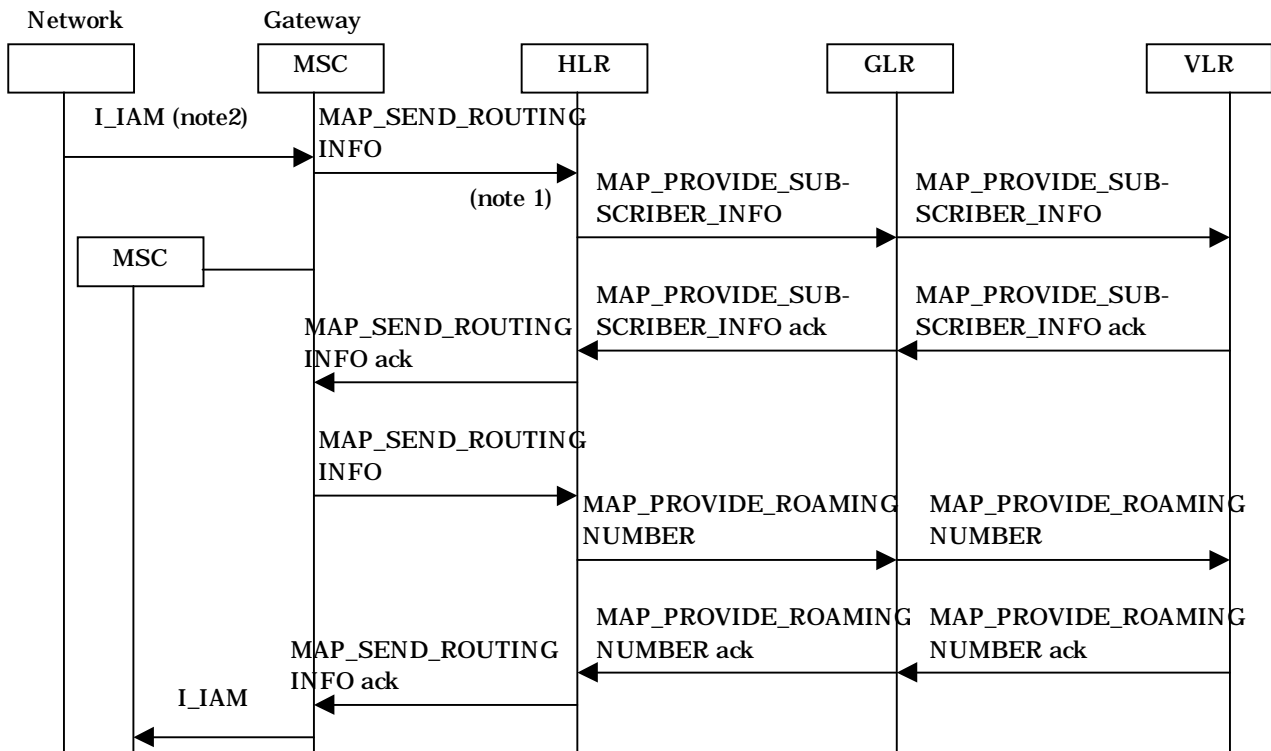 Network
Gateway
MSC
HLR
GLR
VLR
I_IAM (note2)
MAP_SEND_ROUTING
INFO
(note 1)
MAP_PROVIDE_SUB-
SCRIBER_INFO
MAP_PROVIDE_SUB-
SCRIBER_INFO
MSC
MAP_PROVIDE_SUB-
SCRIBER_INFO ack
MAP_PROVIDE_SUB-
SCRIBER_INFO ack
MAP_SEND_ROUTING
INFO ack
MAP_SEND_ROUTING
INFO
MAP_PROVIDE_ROAMING
NUMBER
MAP_PROVIDE_ROAMING
NUMBER
MAP_PROVIDE_ROAMING
NUMBER ack
MAP_PROVIDE_ROAMING
NUMBER ack
MAP_SEND_ROUTING
INFO ack
I_IAM